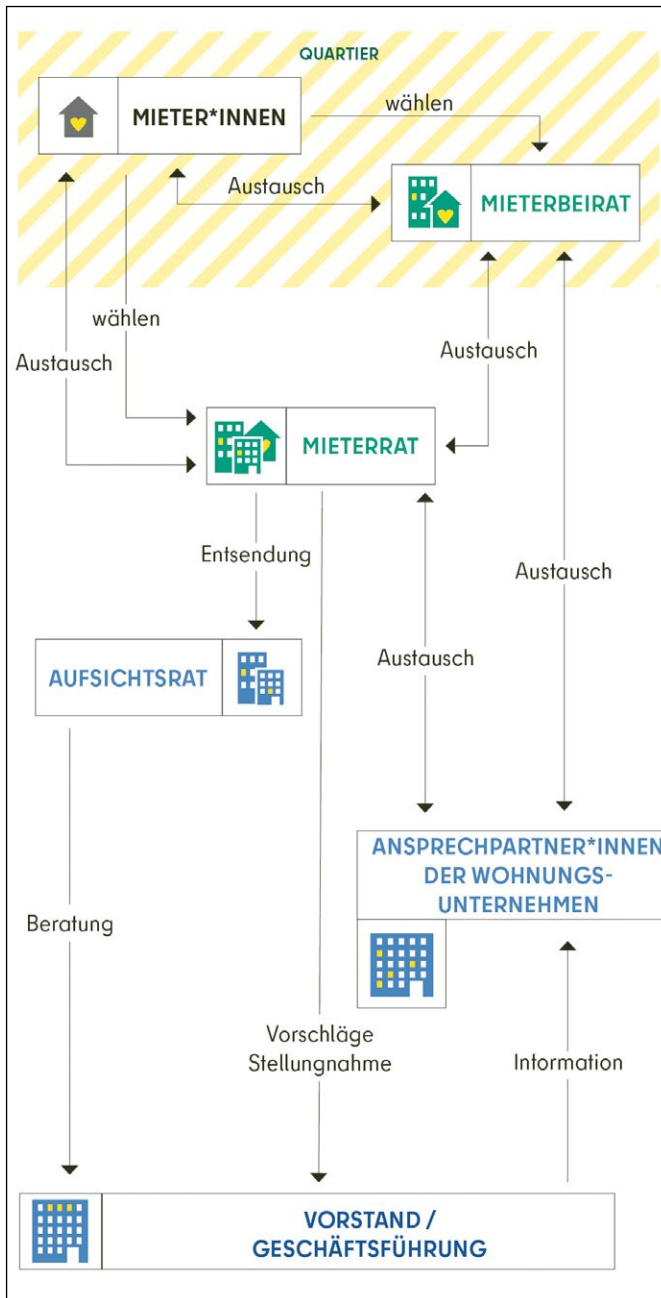 QUARTIER
MIETER*INNEN
wählen
Austausch
MIETERBEIRAT
wählen
Austausch
Austausch
MIETERRAT
Entsendung
Austausch
Austausch
AUFSICHTSRAT
ANSPRECHPARTNER*INNEN
DER WOHNUNGS-
UNTERNEHMEN
Beratung
Vorschläge
Stellungnahme
Information
VORSTAND /
GESCHÄFTSFÜHRUNG